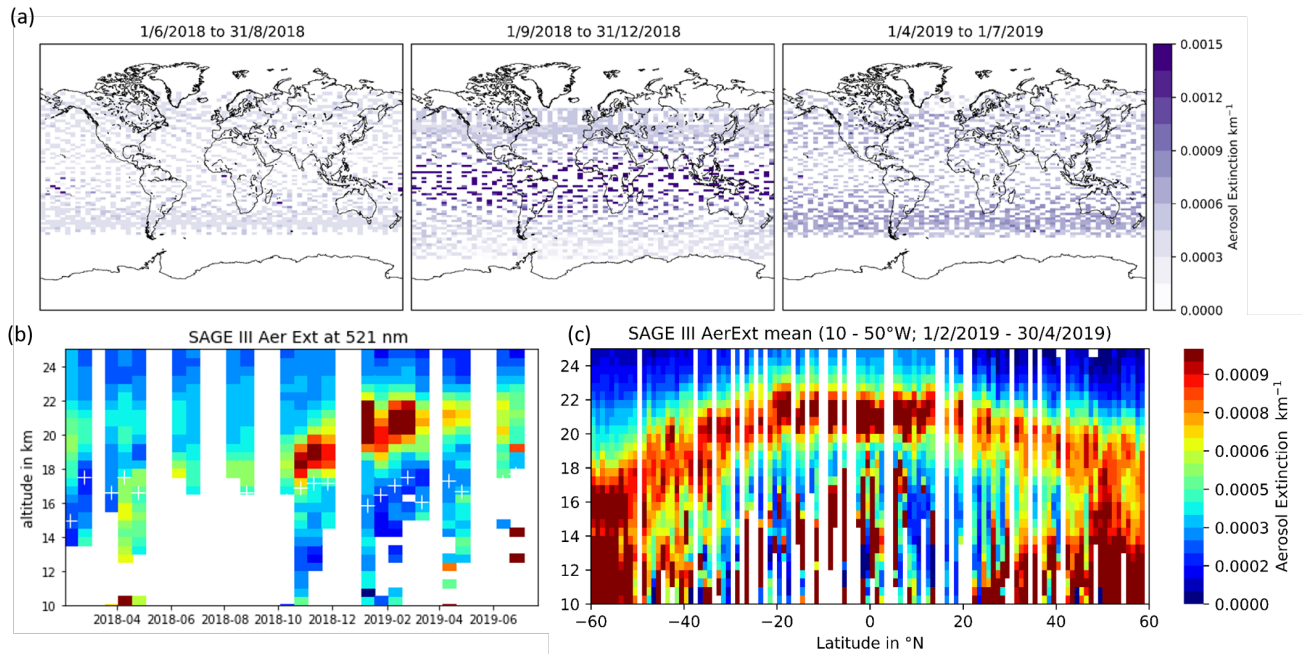 (a)
1/6/2018 to 31/8/2018
1/9/2018 to 31/12/2018
1/4/2019 to 1/7/2019
0.0015
0.0012
0.0009
0.0006
0.0003
0.0000
Aerosol Extinction km⁻¹
(b)
SAGE III Aer Ext at 521 nm
24
22
20
18
16
14
12
10
altitude in km
2018-04 2018-06 2018-08 2018-10 2018-12 2019-02 2019-04 2019-06
(c)
SAGE III AerExt mean (10 - 50°W; 1/2/2019 - 30/4/2019)
24
22
20
18
16
14
12
10
−60 −40 −20 0 20 40 60
Latitude in °N
0.0009
0.0008
0.0006
0.0005
0.0003
0.0002
0.0000
Aerosol Extinction km⁻¹